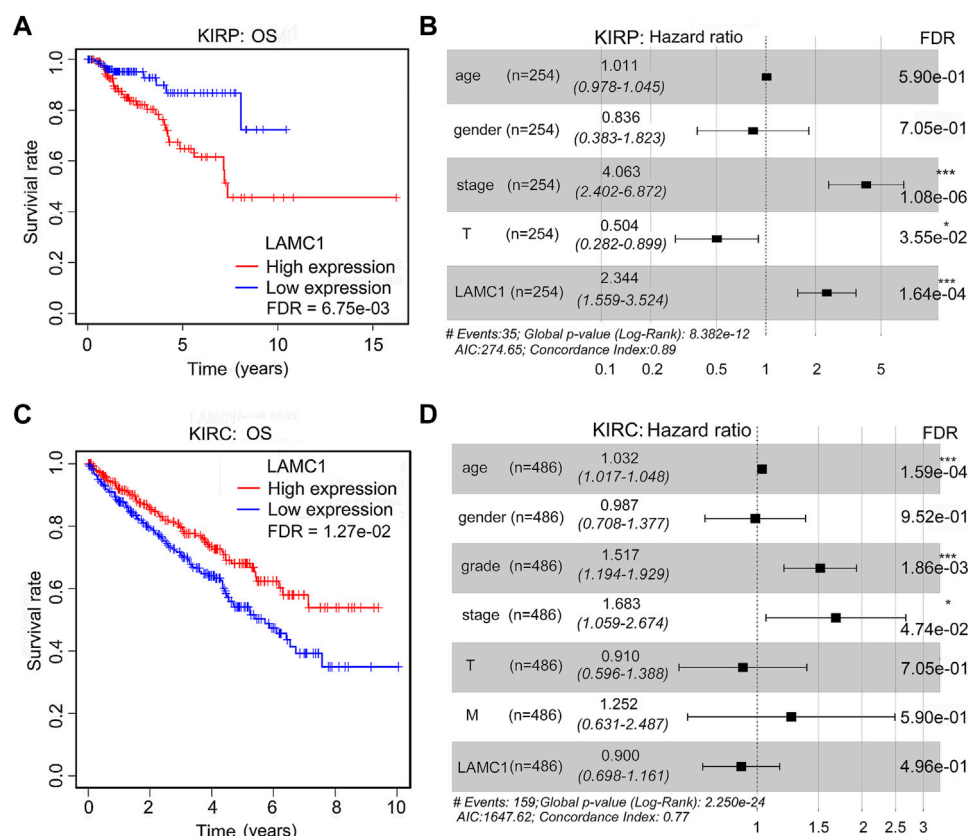 A
KIRP: OS
Survivial rate
1.0
0.8
0.6
0.4
0.2
0.0
LAMC1
High expression
Low expression
FDR = 6.75e-03
0
5
10
15
Time (years)
B
KIRP: Hazard ratio
FDR
age (n=254) 1.011 (0.978-1.045) 5.90e-01
gender (n=254) 0.836 (0.383-1.823) 7.05e-01
stage (n=254) 4.063 (2.402-6.872) *** 1.08e-06
T (n=254) 0.504 (0.282-0.899) * 3.55e-02
LAMC1 (n=254) 2.344 (1.559-3.524) *** 1.64e-04
# Events:35; Global p-value (Log-Rank): 8.382e-12
AIC:274.65; Concordance Index:0.89
0.1 0.2 0.5 1 2 5
C
KIRC: OS
Survival rate
1.0
0.8
0.6
0.4
0.2
0.0
LAMC1
High expression
Low expression
FDR = 1.27e-02
0 2 4 6 8 10
Time (years)
D
KIRC: Hazard ratio
FDR
age (n=486) 1.032 (1.017-1.048) *** 1.59e-04
gender (n=486) 0.987 (0.708-1.377) 9.52e-01
grade (n=486) 1.517 (1.194-1.929) *** 1.86e-03
stage (n=486) 1.683 (1.059-2.674) * 4.74e-02
T (n=486) 0.910 (0.596-1.388) 7.05e-01
M (n=486) 1.252 (0.631-2.487) 5.90e-01
LAMC1 (n=486) 0.900 (0.698-1.161) 4.96e-01
# Events: 159; Global p-value (Log-Rank): 2.250e-24
AIC:1647.62; Concordance Index: 0.77
1 1.5 2 2.5 3